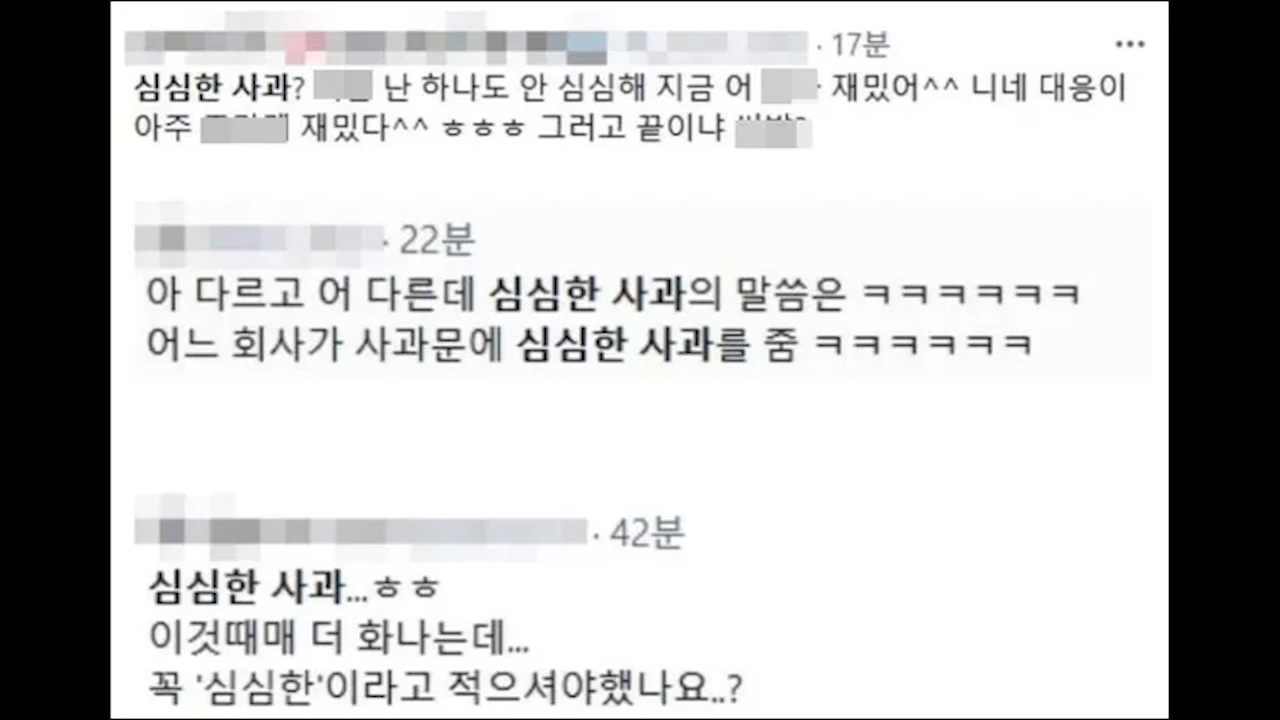 · 17분
심심한 사과? 난 하나도 안 심심해 지금 어 재밌어^^ 니네 대응이
아주 재밌다^^ ㅎㅎㅎ 그러고 끝이냐
· 22분
아 다르고 어 다른데 심심한 사과의 말씀은 ㅋㅋㅋㅋㅋㅋ
어느 회사가 사과문에 심심한 사과를 줌 ㅋㅋㅋㅋㅋㅋ
· 42분
심심한 사과...ㅎㅎ
이것때매 더 화나는데...
꼭 '심심한'이라고 적으셔야했나요..?